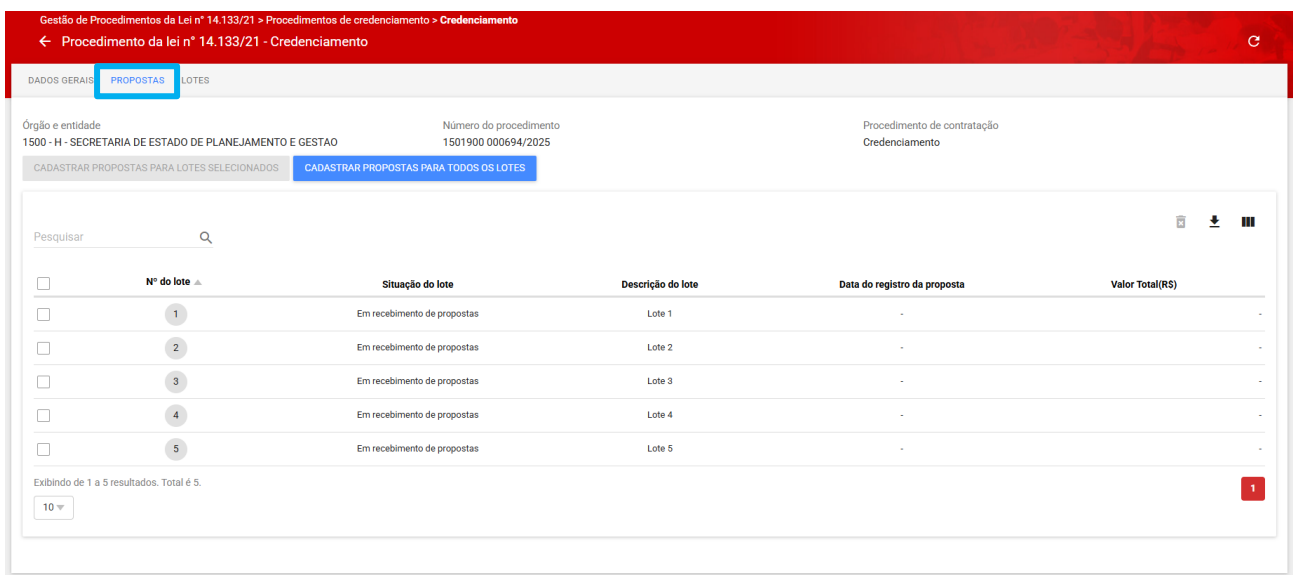 Gestão de Procedimentos da Lei n° 14.133/21 > Procedimentos de credenciamento > Credenciamento
Procedimento da lei n° 14.133/21 - Credenciamento
DADOS GERAIS PROPOSTAS LOTES
Órgão e entidade Número do procedimento Procedimento de contratação
1500 - H - SECRETARIA DE ESTADO DE PLANEJAMENTO E GESTAO 1501900 000694/2025 Credenciamento
CADASTRAR PROPOSTAS PARA LOTES SELECIONADOS CADASTRAR PROPOSTAS PARA TODOS OS LOTES
Pesquisar
Nº do lote Situação do lote Descrição do lote Data do registro da proposta Valor Total(R$)
1 Em recebimento de propostas Lote 1 - -
2 Em recebimento de propostas Lote 2 - -
3 Em recebimento de propostas Lote 3 - -
4 Em recebimento de propostas Lote 4 - -
5 Em recebimento de propostas Lote 5 - -
Exibindo de 1 a 5 resultados. Total é 5.
1
10